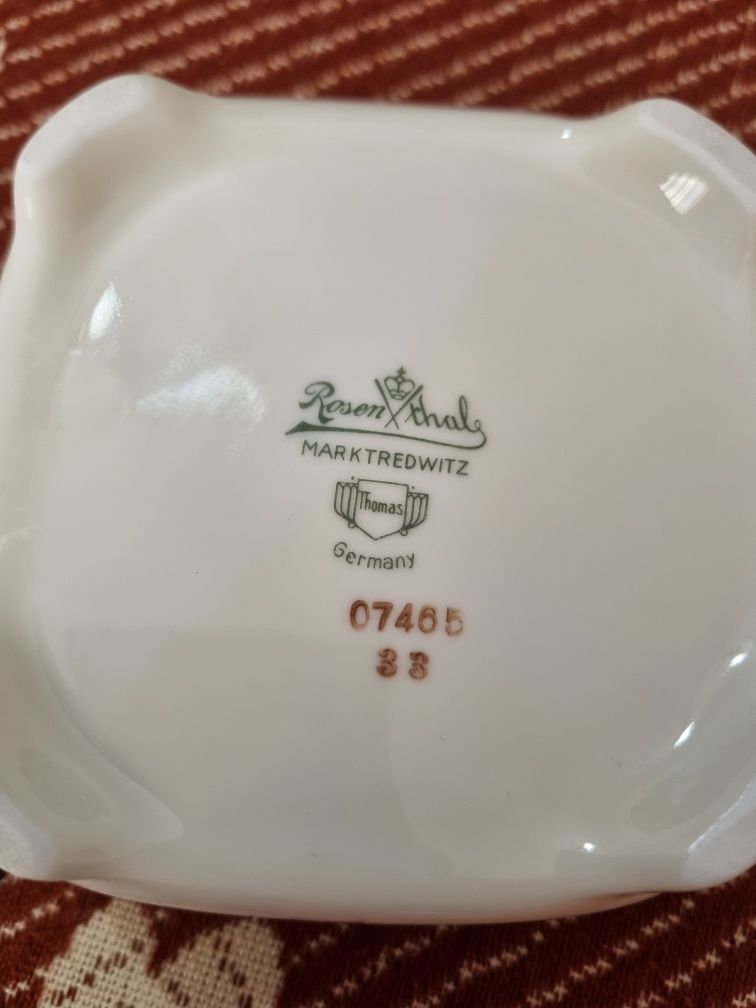 Rosenthal
MARKTREDWITZ
Thomas
Germany
07465
33